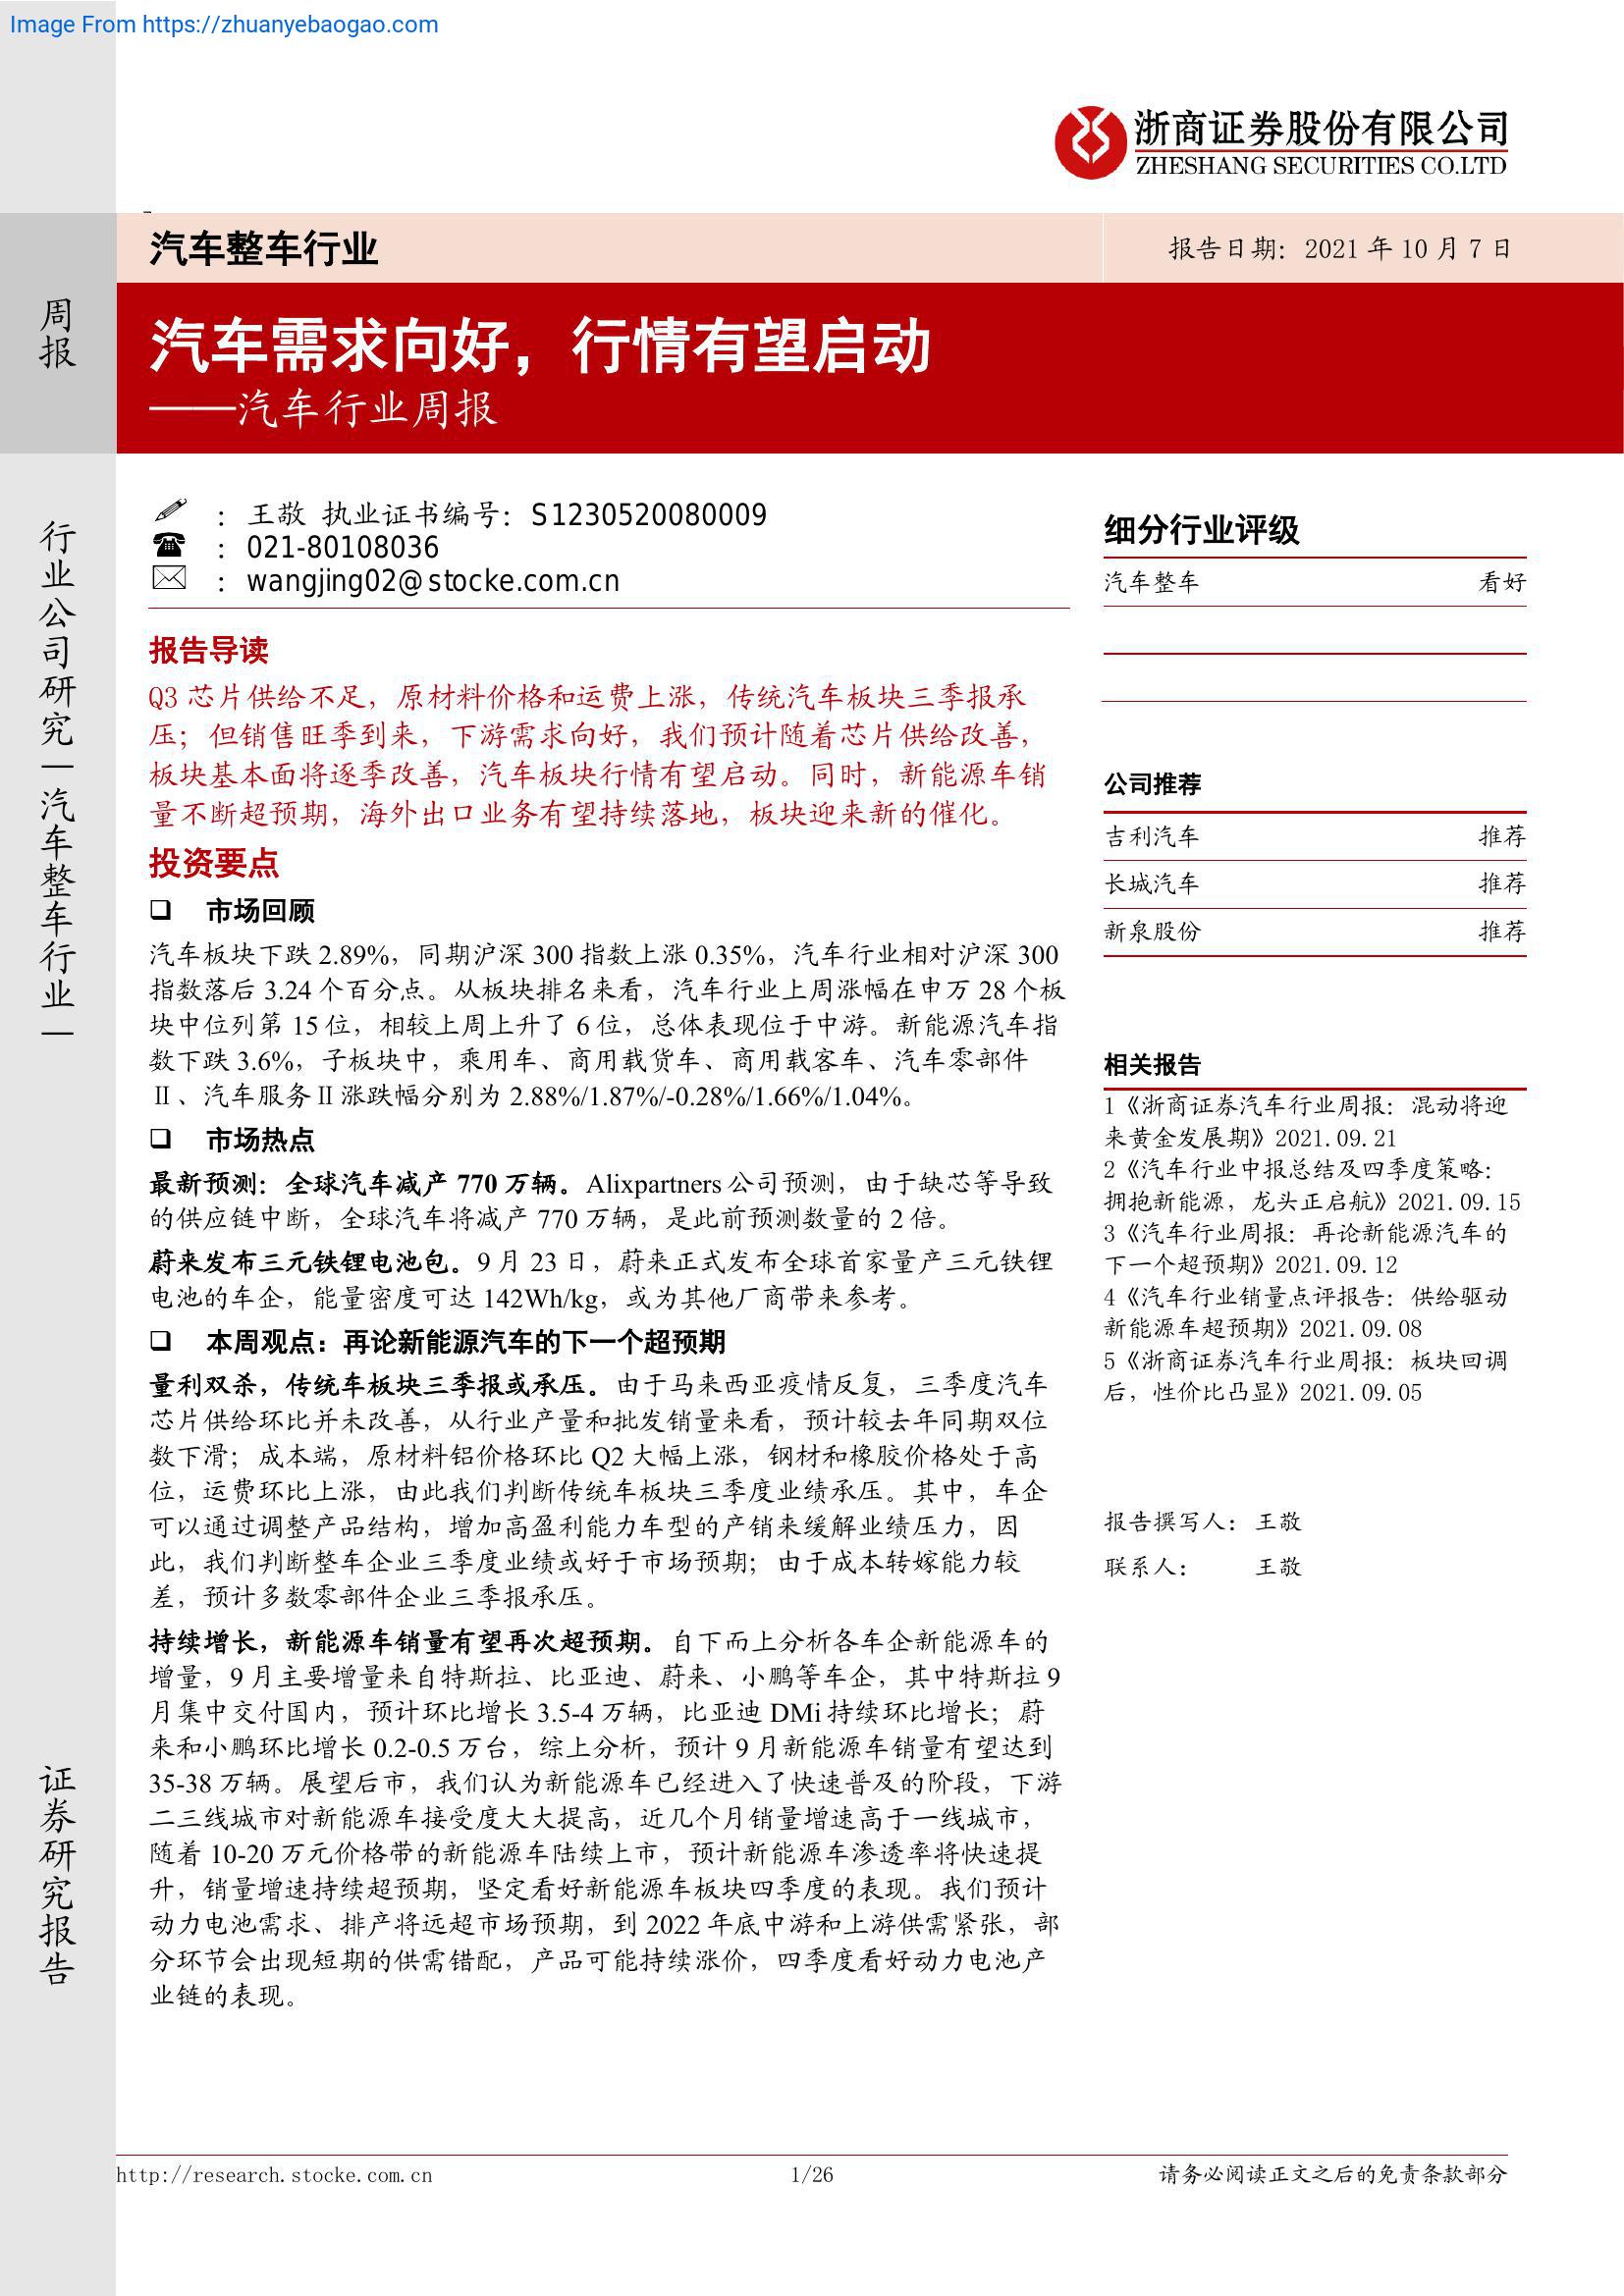 Image From https://zhuanyebaogao.com
浙商证券股份有限公司
ZHESHANG SECURITIES CO.LTD
汽车整车行业
报告日期：2021 年 10 月 7 日
周报
汽车需求向好，行情有望启动
——汽车行业周报
行业公司研究|汽车整车行业|
证券研究报告
：王敬 执业证书编号：S1230520080009
：021-80108036
：wangjing02@stocke.com.cn
报告导读
Q3 芯片供给不足，原材料价格和运费上涨，传统汽车板块三季报承
压；但销售旺季到来，下游需求向好，我们预计随着芯片供给改善，
板块基本面将逐季改善，汽车板块行情有望启动。同时，新能源车销
量不断超预期，海外出口业务有望持续落地，板块迎来新的催化。
投资要点
❑ 市场回顾
汽车板块下跌 2.89%，同期沪深 300 指数上涨 0.35%，汽车行业相对沪深 300
指数落后 3.24 个百分点。从板块排名来看，汽车行业上周涨幅在申万 28 个板
块中位列第 15 位，相较上周上升了 6 位，总体表现位于中游。新能源汽车指
数下跌 3.6%，子板块中，乘用车、商用载货车、商用载客车、汽车零部件
Ⅱ、汽车服务Ⅱ涨跌幅分别为 2.88%/1.87%/-0.28%/1.66%/1.04%。
❑ 市场热点
最新预测：全球汽车减产 770 万辆。Alixpartners 公司预测，由于缺芯等导致
的供应链中断，全球汽车将减产 770 万辆，是此前预测数量的 2 倍。
蔚来发布三元铁锂电池包。9 月 23 日，蔚来正式发布全球首家量产三元铁锂
电池的车企，能量密度可达 142Wh/kg，或为其他厂商带来参考。
❑ 本周观点：再论新能源汽车的下一个超预期
量利双杀，传统车板块三季报或承压。由于马来西亚疫情反复，三季度汽车
芯片供给环比并未改善，从行业产量和批发销量来看，预计较去年同期双位
数下滑；成本端，原材料铝价格环比 Q2 大幅上涨，钢材和橡胶价格处于高
位，运费环比上涨，由此我们判断传统车板块三季度业绩承压。其中，车企
可以通过调整产品结构，增加高盈利能力车型的产销来缓解业绩压力，因
此，我们判断整车企业三季度业绩或好于市场预期；由于成本转嫁能力较
差，预计多数零部件企业三季报承压。
持续增长，新能源车销量有望再次超预期。自下而上分析各车企新能源车的
增量，9 月主要增量来自特斯拉、比亚迪、蔚来、小鹏等车企，其中特斯拉 9
月集中交付国内，预计环比增长 3.5-4 万辆，比亚迪 DMi 持续环比增长；蔚
来和小鹏环比增长 0.2-0.5 万台，综上分析，预计 9 月新能源车销量有望达到
35-38 万辆。展望后市，我们认为新能源车已经进入了快速普及的阶段，下游
二三线城市对新能源车接受度大大提高，近几个月销量增速高于一线城市，
随着 10-20 万元价格带的新能源车陆续上市，预计新能源车渗透率将快速提
升，销量增速持续超预期，坚定看好新能源车板块四季度的表现。我们预计
动力电池需求、排产将远超市场预期，到 2022 年底中游和上游供需紧张，部
分环节会出现短期的供需错配，产品可能持续涨价，四季度看好动力电池产
业链的表现。
细分行业评级
汽车整车 看好
公司推荐
吉利汽车 推荐
长城汽车 推荐
新泉股份 推荐
相关报告
1《浙商证券汽车行业周报：混动将迎
来黄金发展期》2021.09.21
2《汽车行业中报总结及四季度策略：
拥抱新能源，龙头正启航》2021.09.15
3《汽车行业周报：再论新能源汽车的
下一个超预期》2021.09.12
4《汽车行业销量点评报告：供给驱动
新能源车超预期》2021.09.08
5《浙商证券汽车行业周报：板块回调
后，性价比凸显》2021.09.05
报告撰写人： 王敬
联系人： 王敬
http://research.stocke.com.cn
1/26
请务必阅读正文之后的免责条款部分